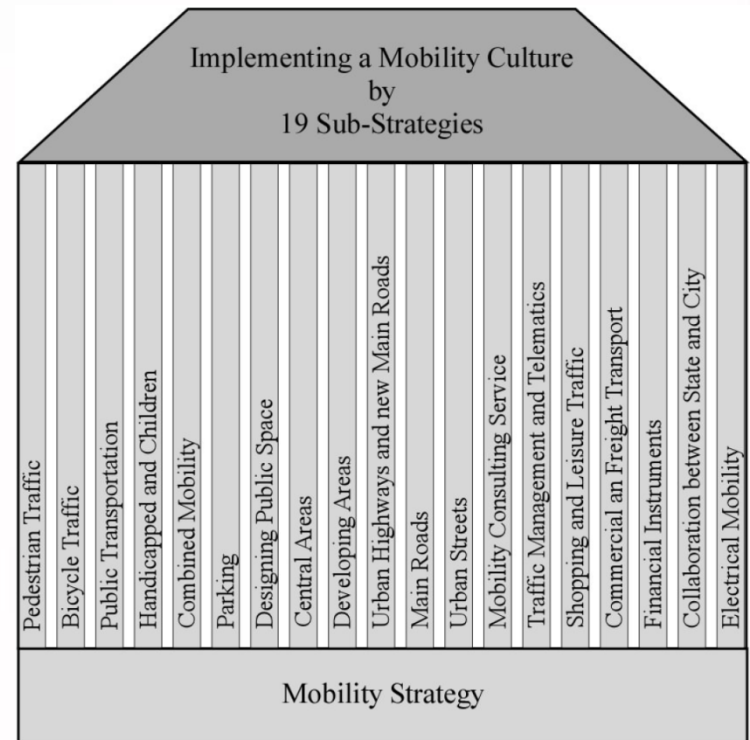 Implementing a Mobility Culture
by
19 Sub-Strategies
Pedestrian Traffic
Bicycle Traffic
Public Transportation
Handicapped and Children
Combined Mobility
Parking
Designing Public Space
Central Areas
Developing Areas
Urban Highways and new Main Roads
Main Roads
Urban Streets
Mobility Consulting Service
Traffic Management and Telematics
Shopping and Leisure Traffic
Commercial an Freight Transport
Financial Instruments
Collaboration between State and City
Electrical Mobility
Mobility Strategy